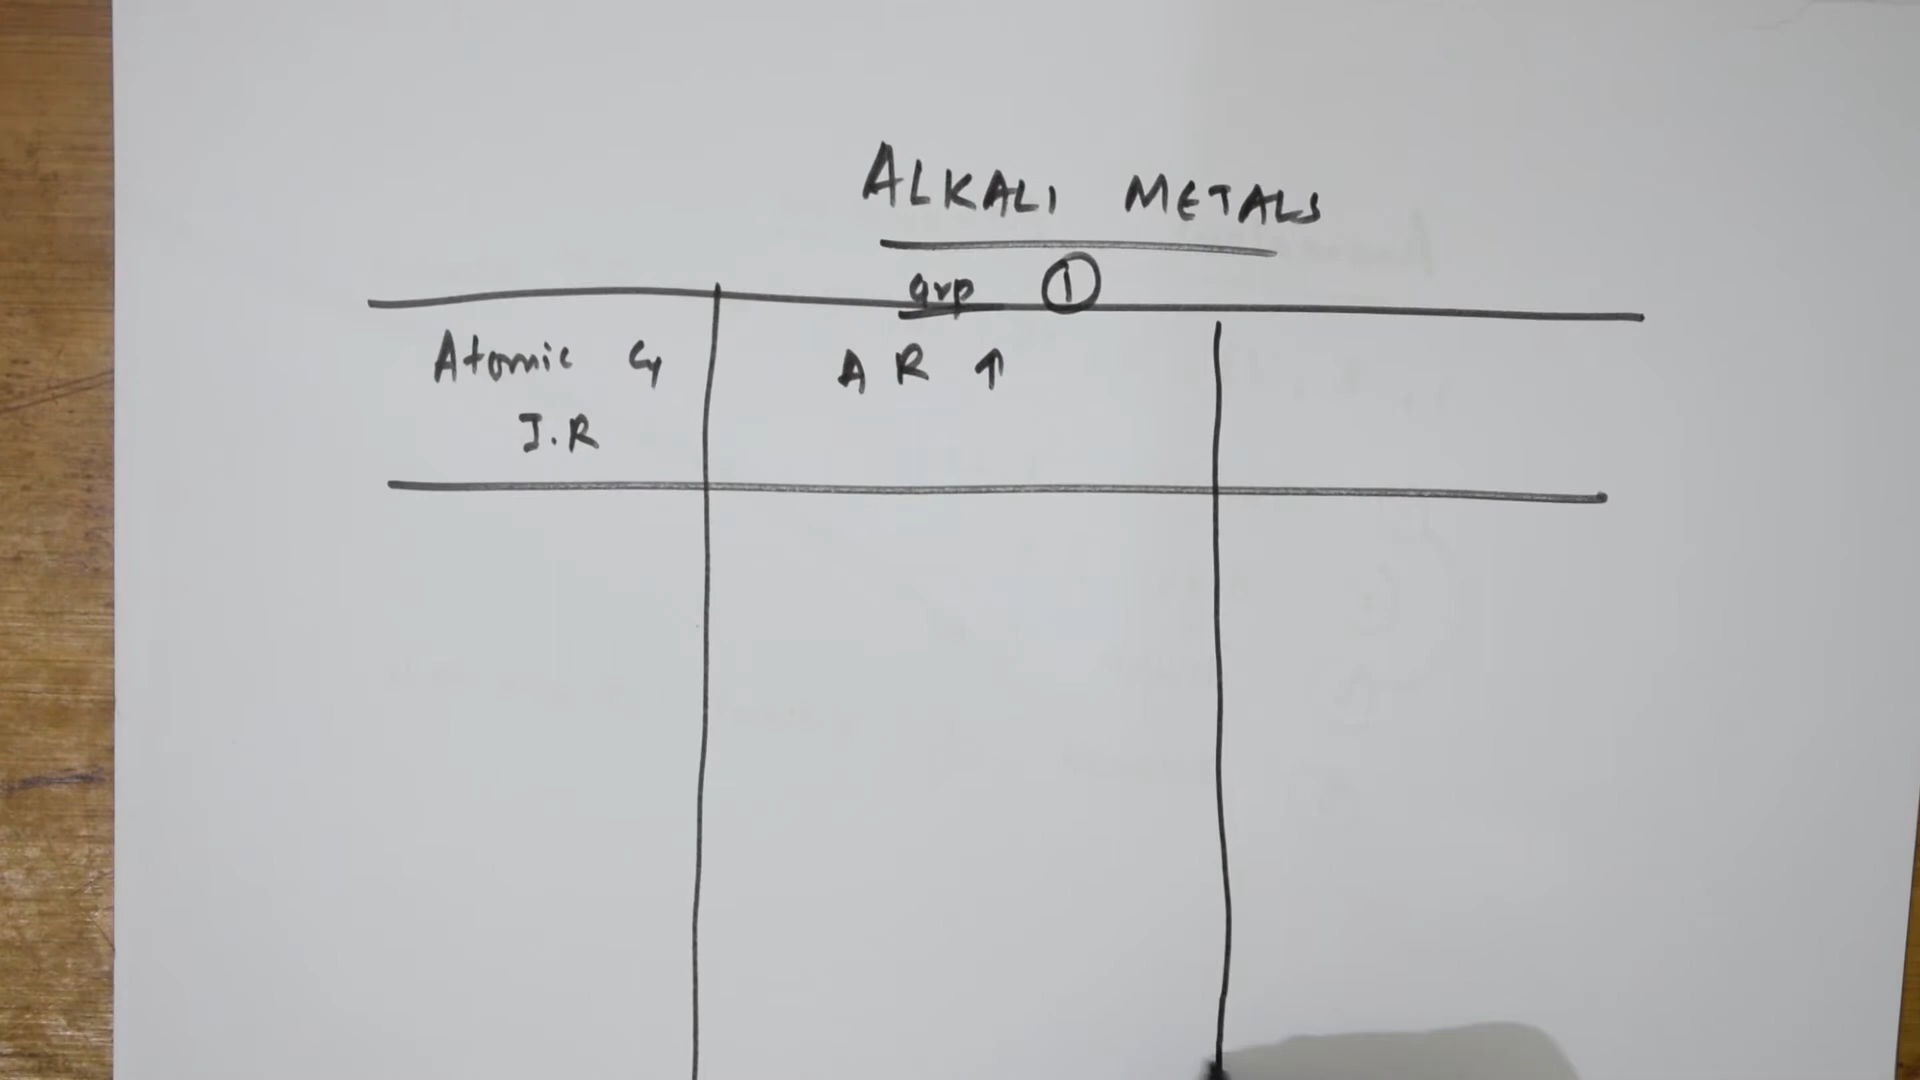 ALKALI METALS
grp ①
Atomic &
I.R
A R ↑